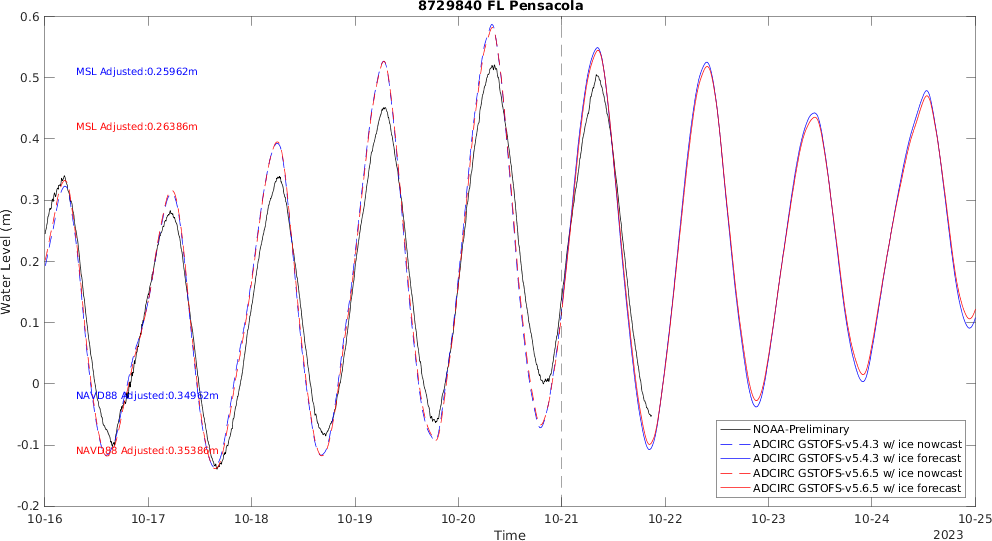 8729840 FL Pensacola
0.6
0.5
0.4
0.3
0.2
0.1
0
-0.1
-0.2
Water Level (m)
MSL Adjusted:0.25962m
MSL Adjusted:0.26386m
NAVD88 Adjusted:0.34962m
NAVD88 Adjusted:0.35386m
NOAA-Preliminary
ADCIRC GSTOFS-v5.4.3 w/ ice nowcast
ADCIRC GSTOFS-v5.4.3 w/ ice forecast
ADCIRC GSTOFS-v5.6.5 w/ ice nowcast
ADCIRC GSTOFS-v5.6.5 w/ ice forecast
10-16 10-17 10-18 10-19 10-20 10-21 10-22 10-23 10-24 10-25
Time
2023